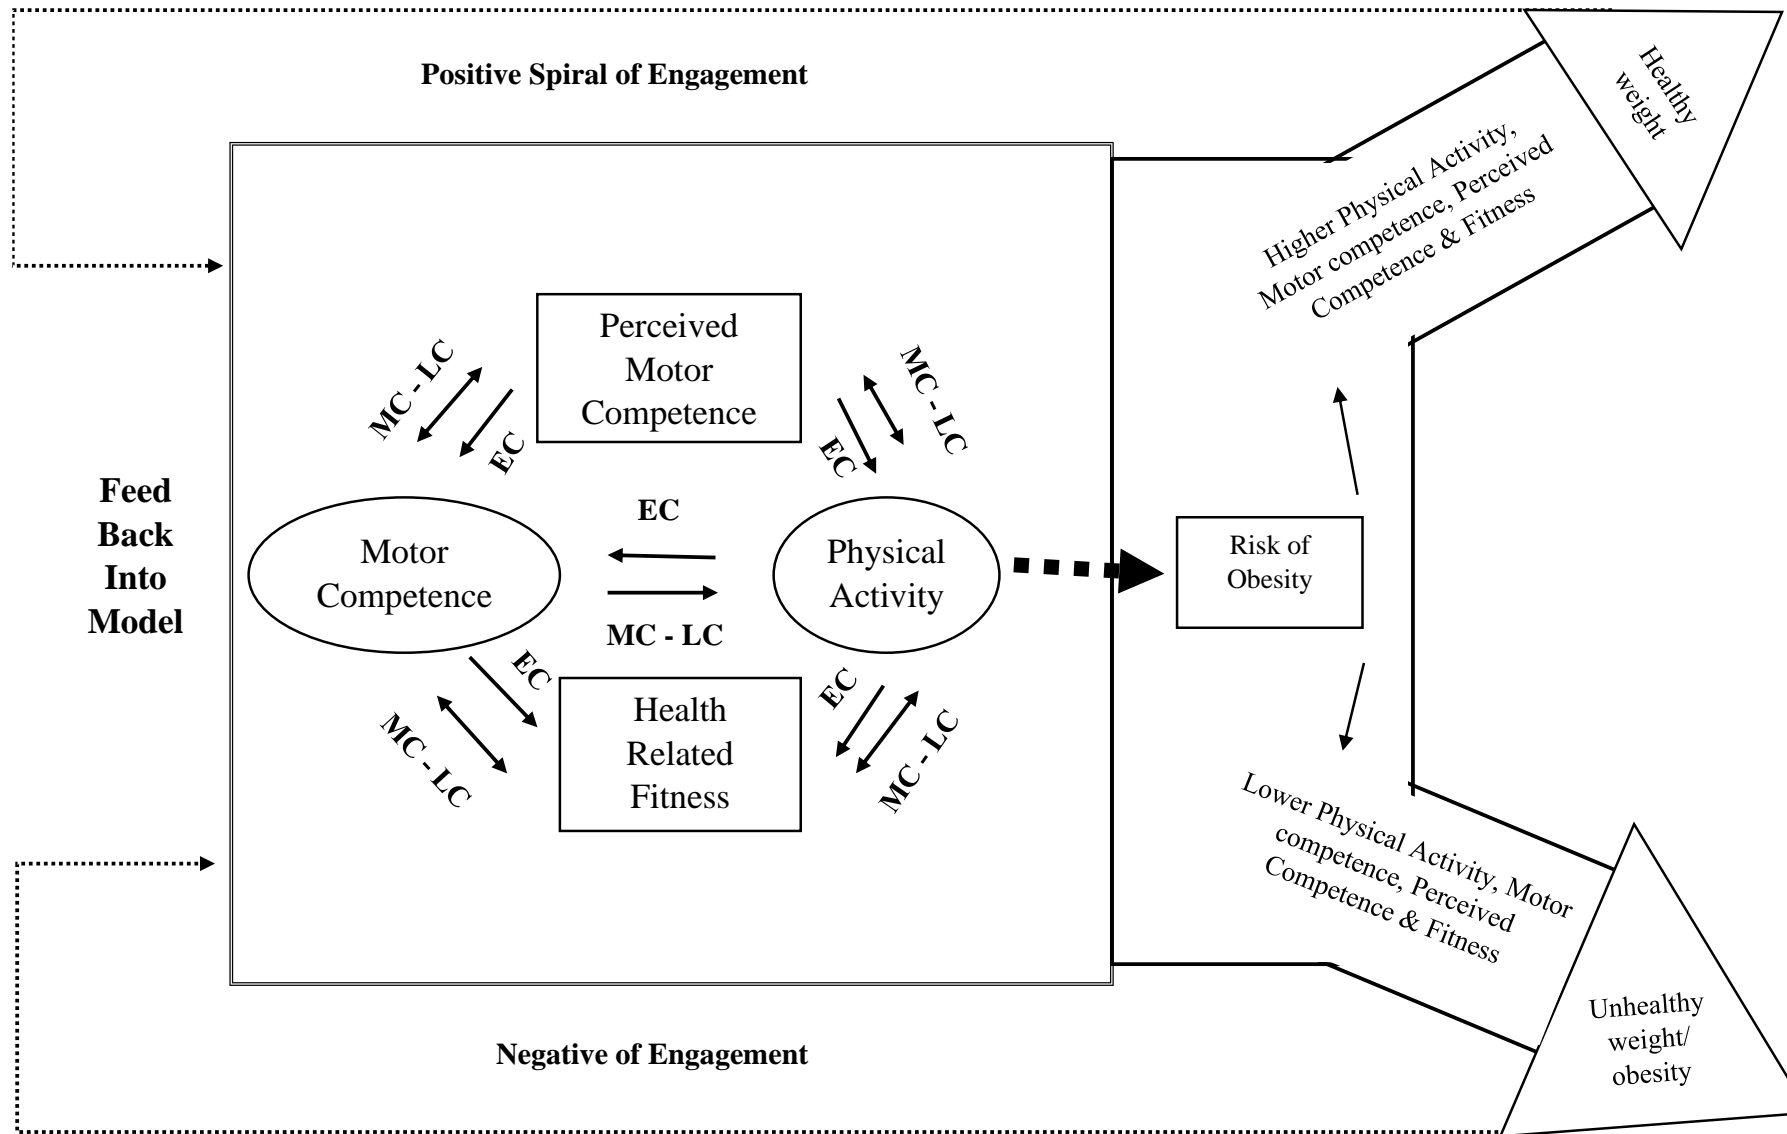 Positive Spiral of Engagement
Healthy
weight
Higher Physical Activity,
Motor competence, Perceived
Competence & Fitness
Perceived
Motor
Competence
MC - LC
EC
MC - LC
EC
Feed
Back
Into
Model
EC
Motor
Competence
Physical
Activity
MC - LC
Risk of
Obesity
EC
MC - LC
Health
Related
Fitness
EC
MC - LC
Lower Physical Activity, Motor
competence, Perceived
Competence & Fitness
Unhealthy
weight/
obesity
Negative of Engagement